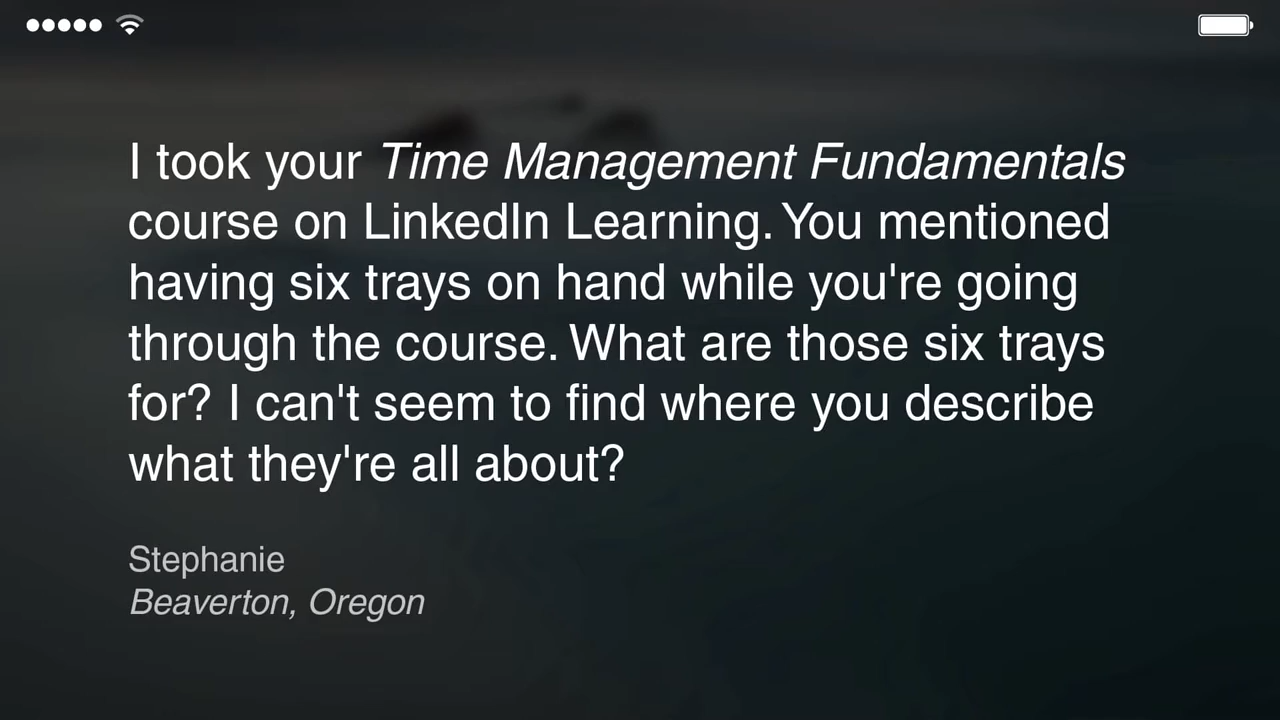 I took your Time Management Fundamentals
course on LinkedIn Learning. You mentioned
having six trays on hand while you're going
through the course. What are those six trays
for? I can't seem to find where you describe
what they're all about?
Stephanie
Beaverton, Oregon